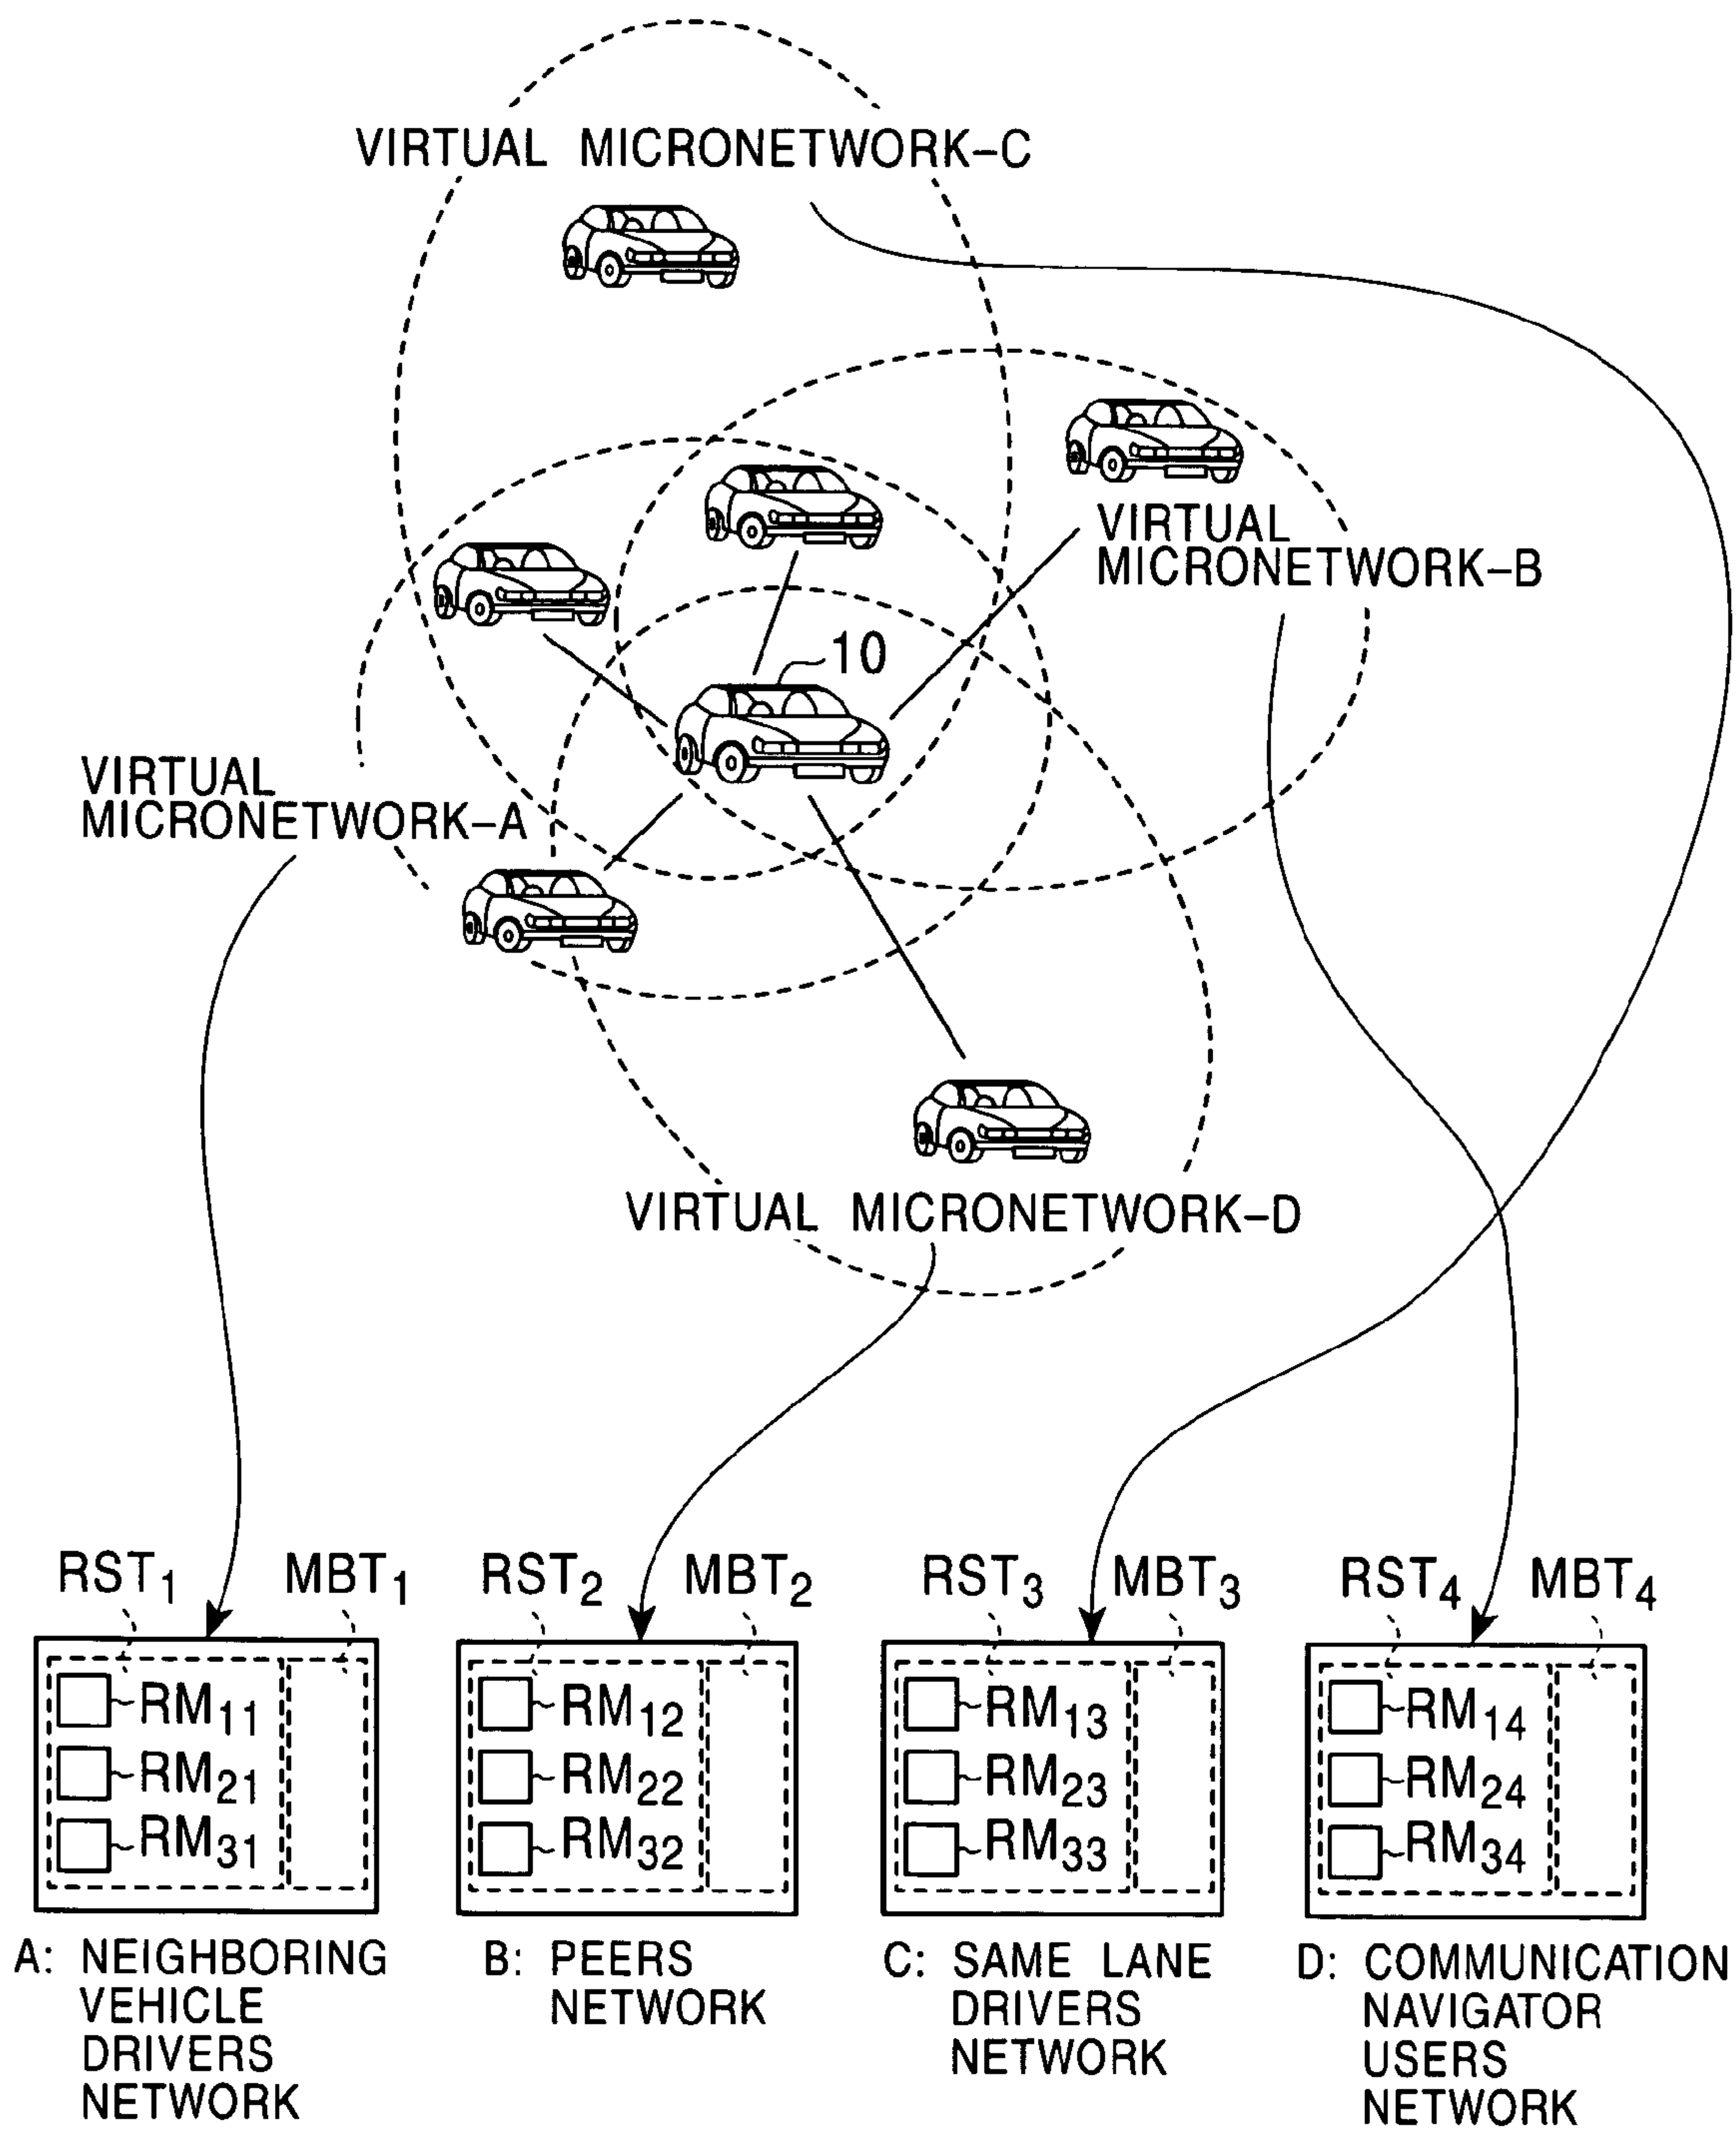 VIRTUAL MICRONETWORK-C
VIRTUAL
MICRONETWORK-B
10
VIRTUAL
MICRONETWORK-A
VIRTUAL MICRONETWORK-D
RST1 MBT1 RST2 MBT2 RST3 MBT3 RST4 MBT4
RM11 RM12 RM13 RM14
RM21 RM22 RM23 RM24
RM31 RM32 RM33 RM34
A: NEIGHBORING
VEHICLE
DRIVERS
NETWORK
B: PEERS
NETWORK
C: SAME LANE
DRIVERS
NETWORK
D: COMMUNICATION
NAVIGATOR
USERS
NETWORK